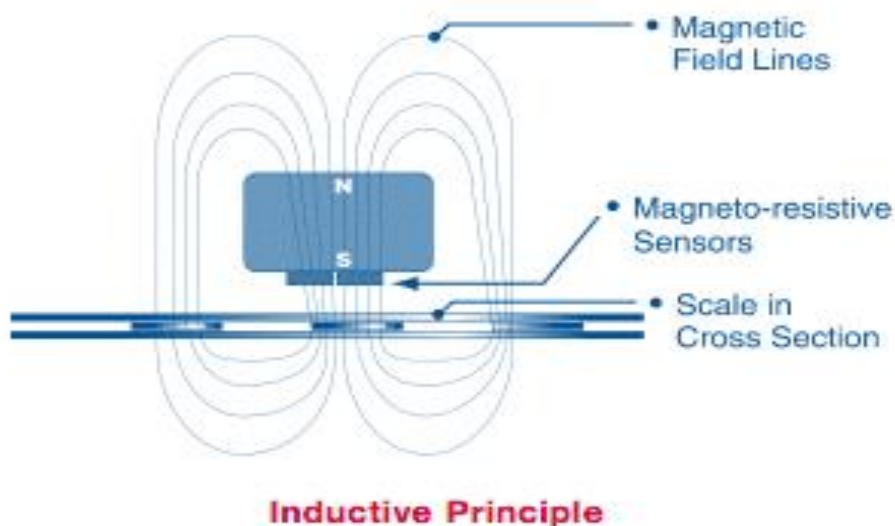 • Magnetic
Field Lines
N
• Magneto-resistive
Sensors
S
• Scale in
Cross Section
Inductive Principle